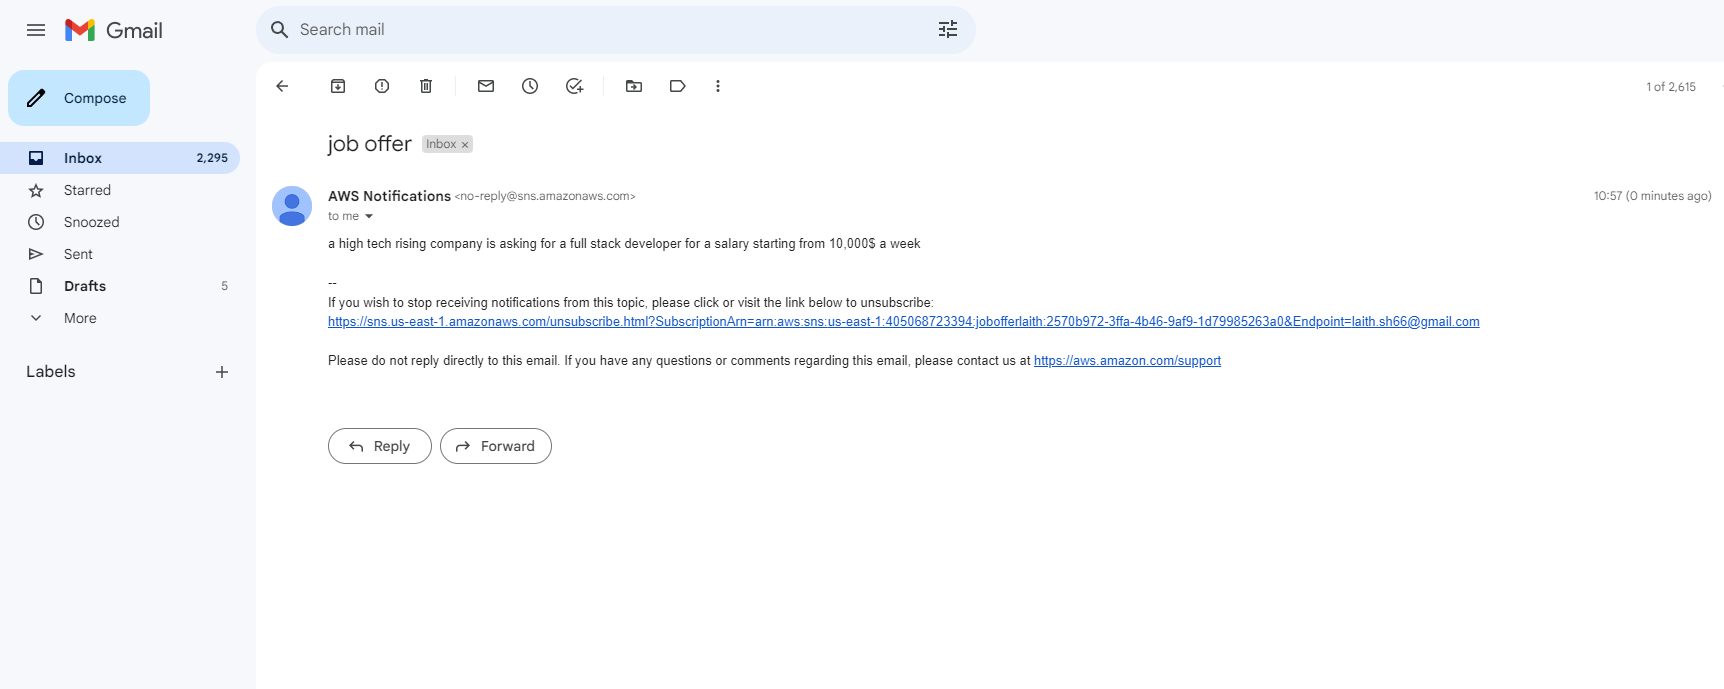 Gmail
Search mail
Compose
1 of 2,615
job offer Inbox ×
Inbox 2,295
Starred
Snoozed
Sent
Drafts 5
More
Labels
AWS Notifications <no-reply@sns.amazonaws.com> 10:57 (0 minutes ago)
to me
a high tech rising company is asking for a full stack developer for a salary starting from 10,000$ a week
--
If you wish to stop receiving notifications from this topic, please click or visit the link below to unsubscribe:
https://sns.us-east-1.amazonaws.com/unsubscribe.html?SubscriptionArn=arn:aws:sns:us-east-1:405068723394:jobofferlaith:2570b972-3ffa-4b46-9af9-1d79985263a0&Endpoint=laith.sh66@gmail.com
Please do not reply directly to this email. If you have any questions or comments regarding this email, please contact us at https://aws.amazon.com/support
Reply Forward